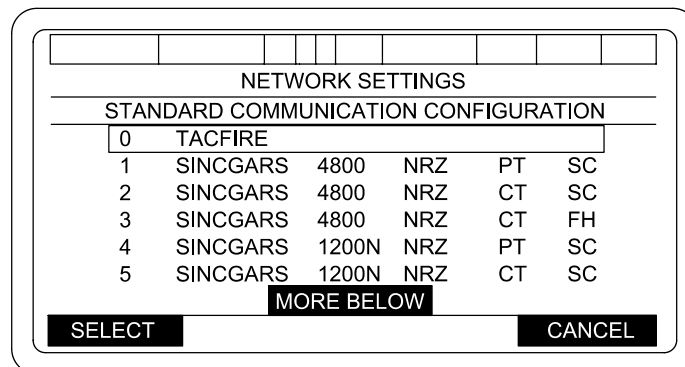 NETWORK SETTINGS
STANDARD COMMUNICATION CONFIGURATION
0 TACFIRE
1 SINCGARS 4800 NRZ PT SC
2 SINCGARS 4800 NRZ CT SC
3 SINCGARS 4800 NRZ CT FH
4 SINCGARS 1200N NRZ PT SC
5 SINCGARS 1200N NRZ CT SC
MORE BELOW
SELECT CANCEL